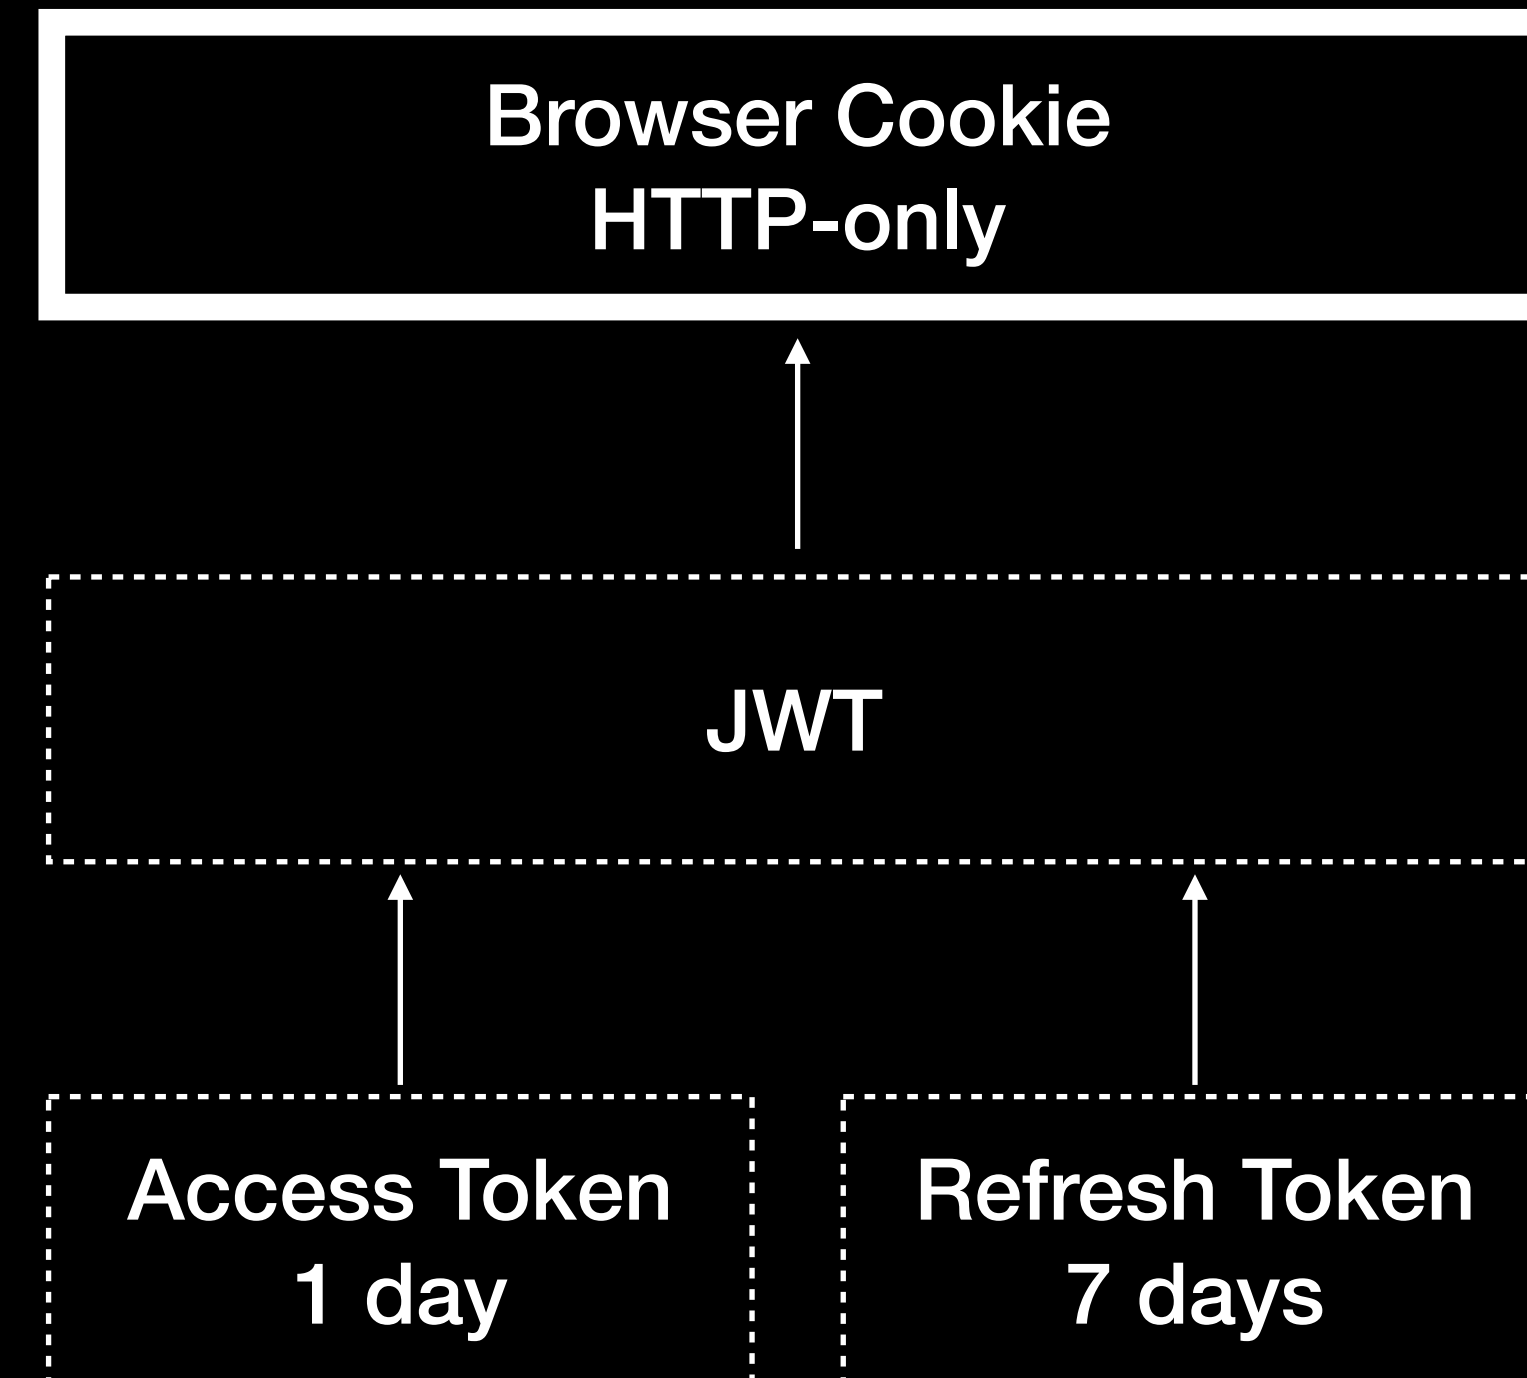 Browser Cookie
HTTP-only
JWT
Access Token
1 day
Refresh Token
7 days